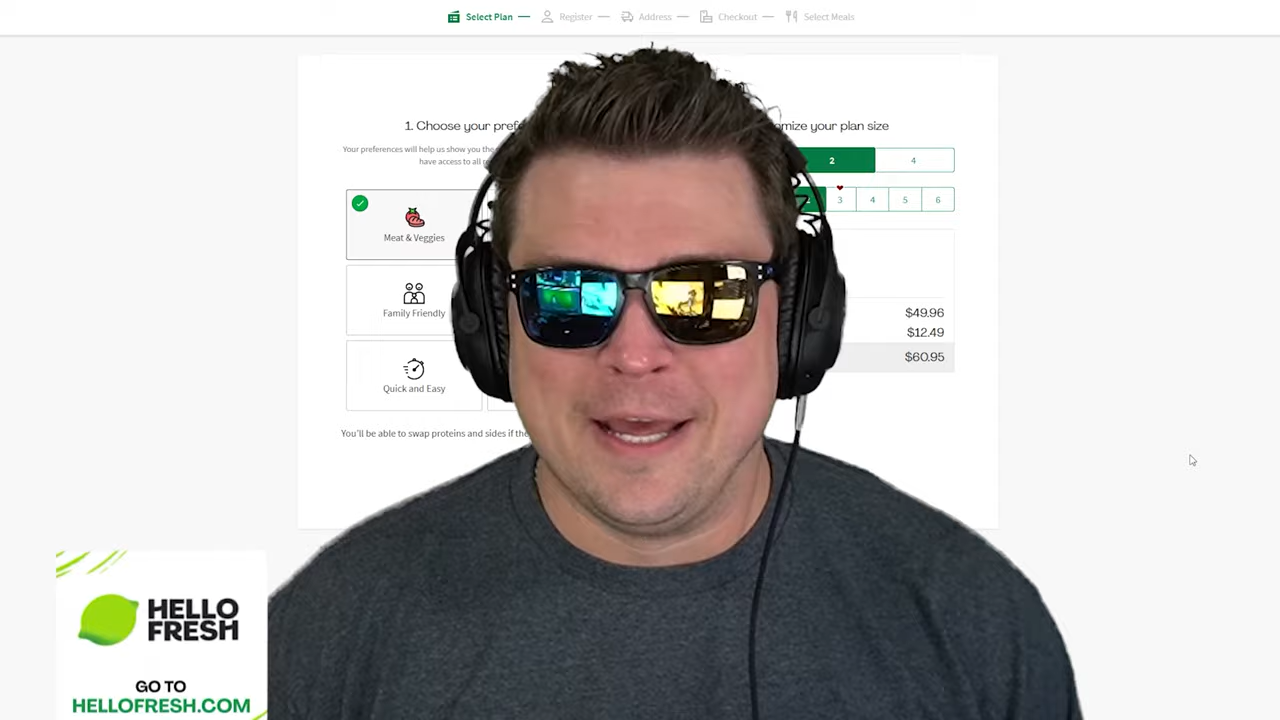 Select Plan
Register
Address
Checkout
Select Meals
1. Choose your
Your preferences will help us show you the
have access to all
Meat & Veggies
Family Friendly
Quick and Easy
You'll be able to swap proteins and sides if
your plan size
2
4
2
3
4
5
6
$49.96
$12.49
$60.95
HELLO
FRESH
GO TO
HELLOFRESH.COM